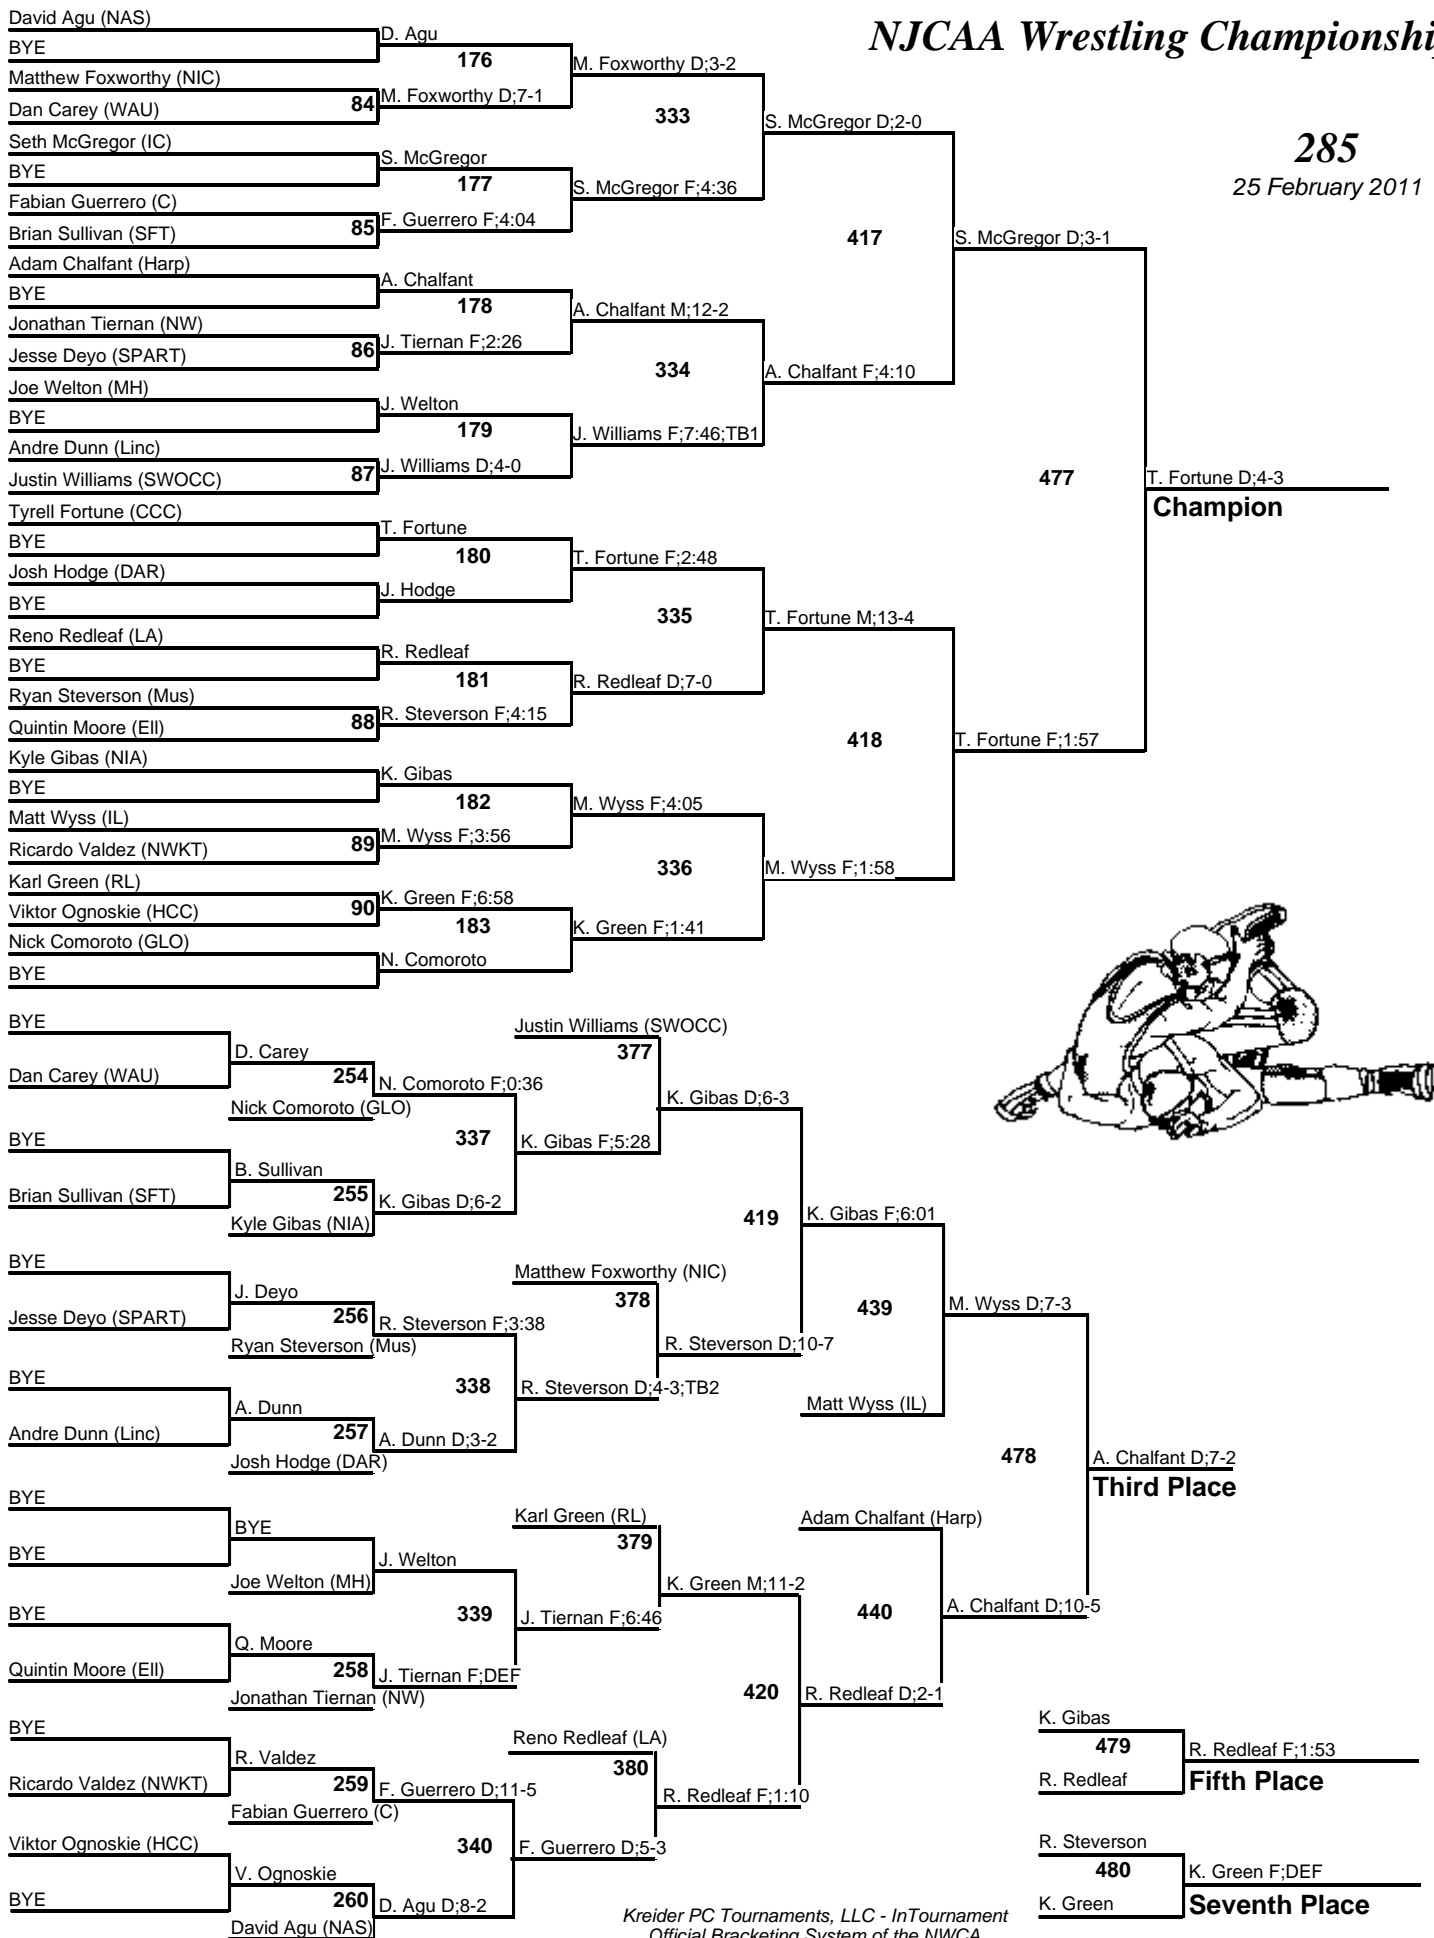 NJCAA Wrestling Championshi
285
25 February 2011
David Agu (NAS)
BYE
Matthew Foxworthy (NIC)
84
Dan Carey (WAU)
Seth McGregor (IC)
BYE
Fabian Guerrero (C)
85
Brian Sullivan (SFT)
Adam Chalfant (Harp)
BYE
Jonathan Tiernan (NW)
86
Jesse Deyo (SPART)
Joe Welton (MH)
BYE
Andre Dunn (Linc)
87
Justin Williams (SWOCC)
Tyrell Fortune (CCC)
BYE
Josh Hodge (DAR)
BYE
Reno Redleaf (LA)
BYE
Ryan Steverson (Mus)
88
Quintin Moore (Ell)
Kyle Gibas (NIA)
BYE
Matt Wyss (IL)
89
Ricardo Valdez (NWKT)
Karl Green (RL)
90
Viktor Ognoskie (HCC)
Nick Comoroto (GLO)
BYE
D. Agu
176
M. Foxworthy D;7-1
S. McGregor
177
F. Guerrero F;4:04
A. Chalfant
178
J. Tiernan F;2:26
J. Welton
179
J. Williams D;4-0
T. Fortune
180
J. Hodge
R. Redleaf
181
R. Steverson F;4:15
K. Gibas
182
M. Wyss F;3:56
K. Green F;6:58
183
N. Comoroto
M. Foxworthy D;3-2
333
S. McGregor F;4:36
A. Chalfant M;12-2
334
J. Williams F;7:46;TB1
T. Fortune F;2:48
335
R. Redleaf D;7-0
M. Wyss F;4:05
336
K. Green F;1:41
S. McGregor D;2-0
417
A. Chalfant F;4:10
T. Fortune M;13-4
418
M. Wyss F;1:58
S. McGregor D;3-1
477
T. Fortune F;1:57
T. Fortune D;4-3
Champion
BYE
Dan Carey (WAU)
BYE
Brian Sullivan (SFT)
BYE
Jesse Deyo (SPART)
BYE
Andre Dunn (Linc)
BYE
BYE
BYE
Quintin Moore (Ell)
BYE
Ricardo Valdez (NWKT)
Viktor Ognoskie (HCC)
BYE
D. Carey
254
Nick Comoroto (GLO)
B. Sullivan
255
Kyle Gibas (NIA)
J. Deyo
256
Ryan Steverson (Mus)
A. Dunn
257
Josh Hodge (DAR)
BYE
Joe Welton (MH)
Q. Moore
258
Jonathan Tiernan (NW)
R. Valdez
259
Fabian Guerrero (C)
V. Ognoskie
260
David Agu (NAS)
N. Comoroto F;0:36
337
K. Gibas D;6-2
R. Steverson F;3:38
338
A. Dunn D;3-2
J. Welton
339
J. Tiernan F;DEF
F. Guerrero D;11-5
340
D. Agu D;8-2
Justin Williams (SWOCC)
377
K. Gibas F;5:28
Matthew Foxworthy (NIC)
378
R. Steverson D;4-3;TB2
Karl Green (RL)
379
J. Tiernan F;6:46
Reno Redleaf (LA)
380
F. Guerrero D;5-3
K. Gibas D;6-3
419
R. Steverson D;10-7
K. Green M;11-2
420
R. Redleaf F;1:10
K. Gibas F;6:01
439
Matt Wyss (IL)
Adam Chalfant (Harp)
440
R. Redleaf D;2-1
M. Wyss D;7-3
478
A. Chalfant D;10-5
A. Chalfant D;7-2
Third Place
K. Gibas
479
R. Redleaf
R. Redleaf F;1:53
Fifth Place
R. Steverson
480
K. Green
K. Green F;DEF
Seventh Place
Kreider PC Tournaments, LLC - InTournament
Official Bracketing System of the NWCA